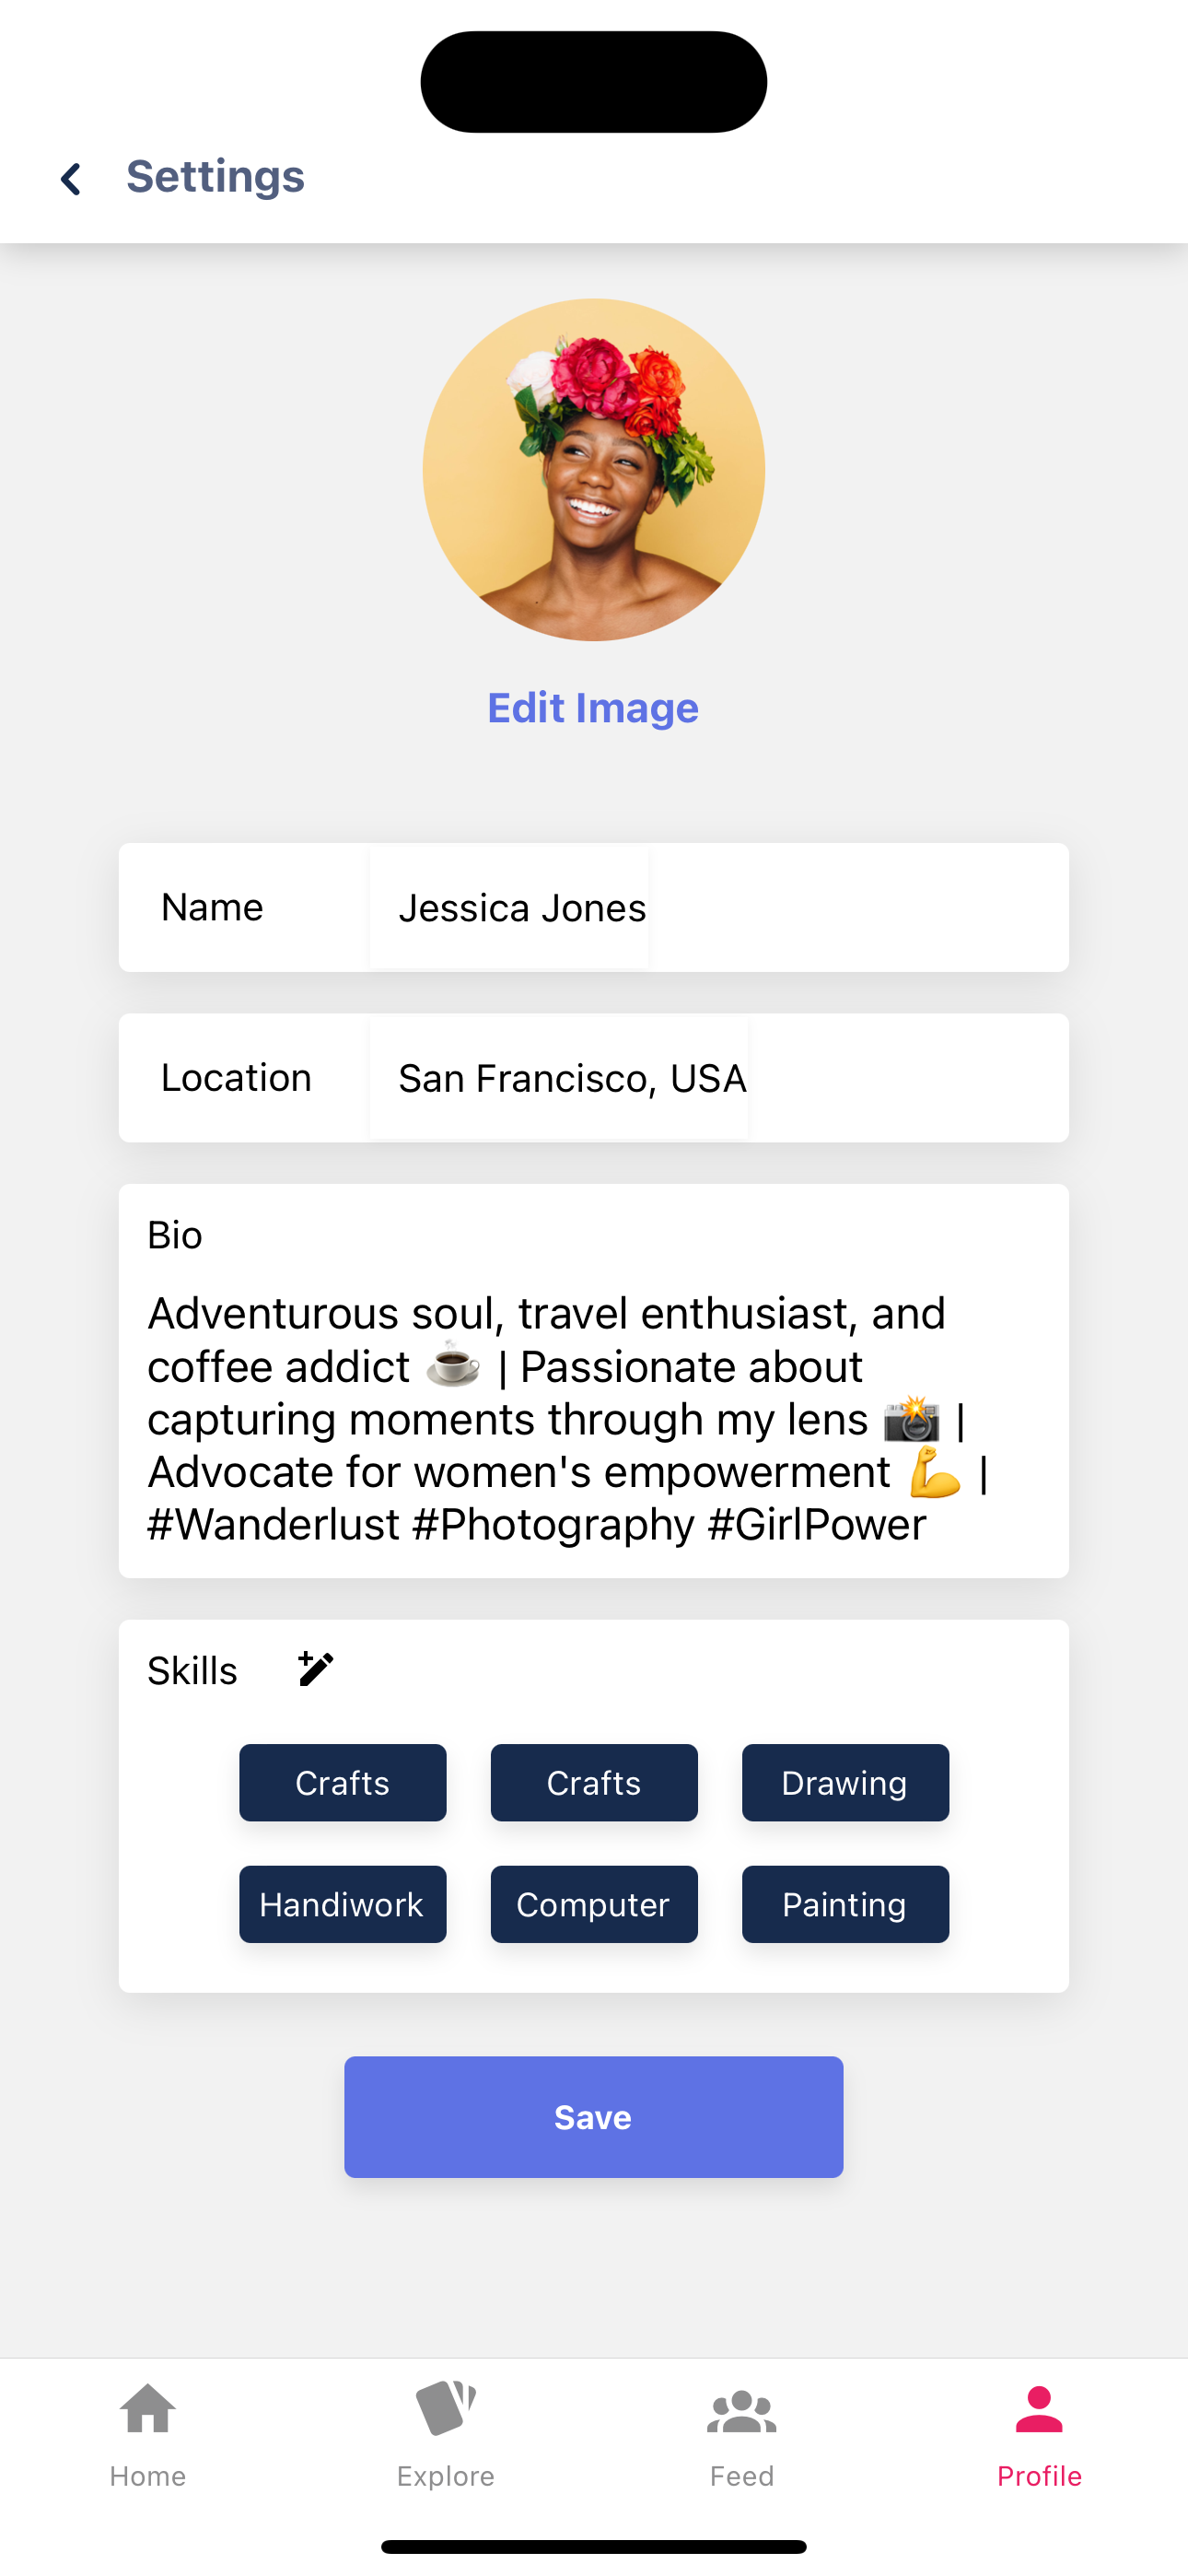 Settings
Edit Image
Name Jessica Jones
Location San Francisco, USA
Bio
Adventurous soul, travel enthusiast, and
coffee addict ☕ | Passionate about
capturing moments through my lens 📸 |
Advocate for women's empowerment 💪 |
#Wanderlust #Photography #GirlPower
Skills
Crafts Crafts Drawing
Handiwork Computer Painting
Save
Home Explore Feed Profile